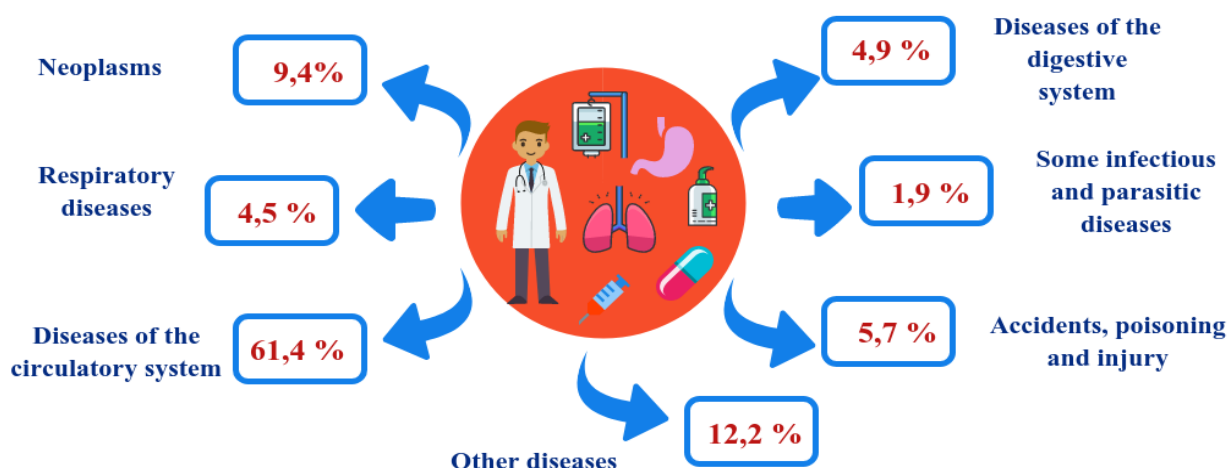 Neoplasms
9,4%
Respiratory
diseases
4,5 %
Diseases of the
circulatory system
61,4 %
Other diseases
12,2 %
Diseases of the
digestive
system
4,9 %
Some infectious
and parasitic
diseases
1,9 %
Accidents, poisoning
and injury
5,7 %